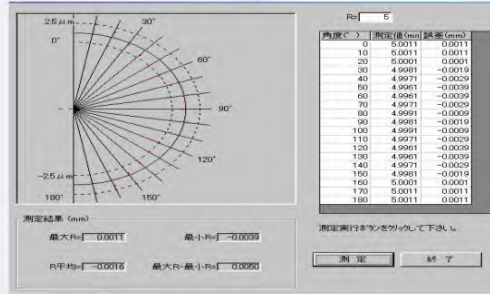 R= 5
2.5μm 30°
0°
60°
90°
120°
-2.5μm
180° 150°
角度(°) 測定値(mm 誤差(mm)
0 5.0011 0.0011
10 5.0011 0.0011
20 5.0001 0.0001
30 4.9981 -0.0019
40 4.9971 -0.0029
50 4.9961 -0.0039
60 4.9961 -0.0039
70 4.9971 -0.0029
80 4.9991 -0.0009
90 4.9981 -0.0019
100 4.9991 -0.0009
110 4.9971 -0.0029
120 4.9961 -0.0039
130 4.9961 -0.0039
140 4.9971 -0.0029
150 4.9981 -0.0019
160 5.0001 0.0001
170 5.0011 0.0011
180 5.0011 0.0011
測定結果 (mm)
最大R= 0.0011 最小R= -0.0039
R平均= -0.0016 最大R-最小R= 0.0050
測定実行ボタンをクリックして下さい。
測 定 終 了